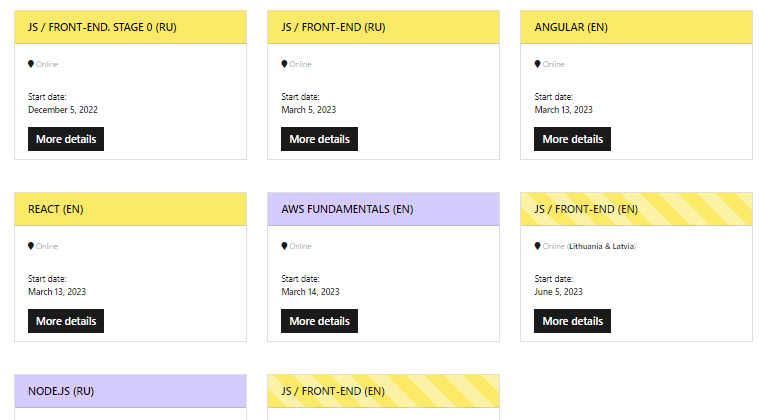 JS / FRONT-END. STAGE 0 (RU)
Online
Start date:
December 5, 2022
More details
JS / FRONT-END (RU)
Online
Start date:
March 5, 2023
More details
ANGULAR (EN)
Online
Start date:
March 13, 2023
More details
REACT (EN)
Online
Start date:
March 13, 2023
More details
AWS FUNDAMENTALS (EN)
Online
Start date:
March 14, 2023
More details
JS / FRONT-END (EN)
Online (Lithuania & Latvia)
Start date:
June 5, 2023
More details
NODE.JS (RU)
JS / FRONT-END (EN)